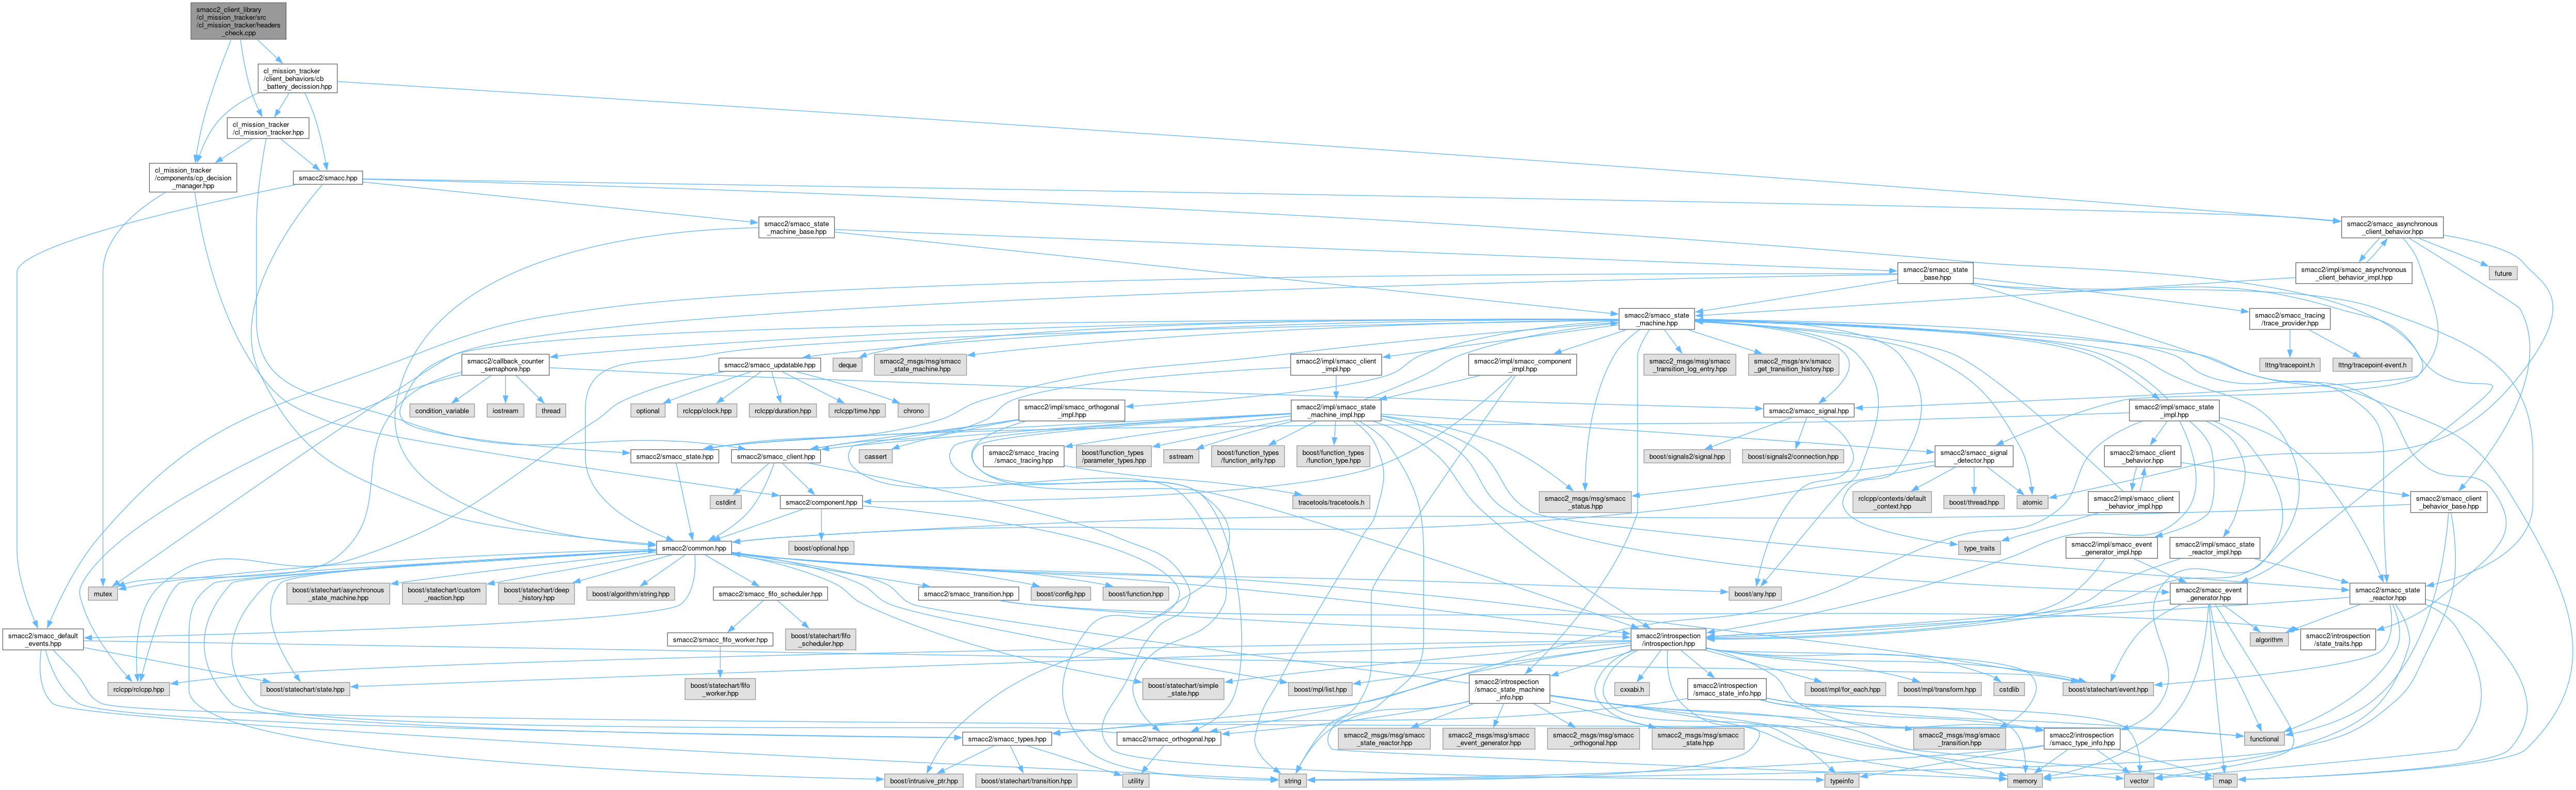 smacc2_client_library
/cl_mission_tracker/src
/cl_mission_tracker/headers
_check.cpp
cl_mission_tracker
/client_behaviors/cb
_battery_decission.hpp
cl_mission_tracker
/cl_mission_tracker.hpp
cl_mission_tracker
/components/cp_decision
_manager.hpp
smacc2/smacc.hpp
smacc2/smacc_state
_machine_base.hpp
smacc2/smacc_asynchronous
_client_behavior.hpp
smacc2/smacc_state
_base.hpp
smacc2/impl/smacc_asynchronous
_client_behavior_impl.hpp
future
smacc2/smacc_state
_machine.hpp
smacc2/smacc_tracing
/trace_provider.hpp
smacc2/callback_counter
_semaphore.hpp
smacc2/smacc_updatable.hpp
deque
smacc2_msgs/msg/smacc
_state_machine.hpp
smacc2/impl/smacc_client
_impl.hpp
smacc2/impl/smacc_component
_impl.hpp
smacc2_msgs/msg/smacc
_transition_log_entry.hpp
smacc2_msgs/srv/smacc
_get_transition_history.hpp
lttng/tracepoint.h
lttng/tracepoint-event.h
condition_variable
iostream
thread
optional
rclcpp/clock.hpp
rclcpp/duration.hpp
rclcpp/time.hpp
chrono
smacc2/impl/smacc_orthogonal
_impl.hpp
smacc2/impl/smacc_state
_machine_impl.hpp
smacc2/smacc_signal.hpp
smacc2/impl/smacc_state
_impl.hpp
smacc2/smacc_state.hpp
smacc2/smacc_client.hpp
cassert
smacc2/smacc_tracing
/smacc_tracing.hpp
boost/function_types
/parameter_types.hpp
sstream
boost/function_types
/function_arity.hpp
boost/function_types
/function_type.hpp
boost/signals2/signal.hpp
boost/signals2/connection.hpp
smacc2/smacc_signal
_detector.hpp
smacc2/smacc_client
_behavior.hpp
cstdint
smacc2/component.hpp
tracetools/tracetools.h
smacc2_msgs/msg/smacc
_status.hpp
rclcpp/contexts/default
_context.hpp
boost/thread.hpp
atomic
smacc2/impl/smacc_client
_behavior_impl.hpp
smacc2/smacc_client
_behavior_base.hpp
smacc2/common.hpp
boost/optional.hpp
type_traits
smacc2/impl/smacc_event
_generator_impl.hpp
smacc2/impl/smacc_state
_reactor_impl.hpp
mutex
boost/statechart/asynchronous
_state_machine.hpp
boost/statechart/custom
_reaction.hpp
boost/statechart/deep
_history.hpp
boost/algorithm/string.hpp
smacc2/smacc_fifo_scheduler.hpp
smacc2/smacc_transition.hpp
boost/config.hpp
boost/function.hpp
boost/any.hpp
smacc2/smacc_event
_generator.hpp
smacc2/smacc_state
_reactor.hpp
smacc2/smacc_default
_events.hpp
smacc2/smacc_fifo_worker.hpp
boost/statechart/fifo
_scheduler.hpp
smacc2/introspection
/introspection.hpp
algorithm
smacc2/introspection
/state_traits.hpp
rclcpp/rclcpp.hpp
boost/statechart/state.hpp
boost/statechart/fifo
_worker.hpp
boost/statechart/simple
_state.hpp
boost/mpl/list.hpp
smacc2/introspection
/smacc_state_machine
_info.hpp
cxxabi.h
smacc2/introspection
/smacc_state_info.hpp
boost/mpl/for_each.hpp
boost/mpl/transform.hpp
cstdlib
boost/statechart/event.hpp
smacc2/smacc_types.hpp
smacc2/smacc_orthogonal.hpp
smacc2_msgs/msg/smacc
_state_reactor.hpp
smacc2_msgs/msg/smacc
_event_generator.hpp
smacc2_msgs/msg/smacc
_orthogonal.hpp
smacc2_msgs/msg/smacc
_state.hpp
smacc2_msgs/msg/smacc
_transition.hpp
smacc2/introspection
/smacc_type_info.hpp
functional
boost/intrusive_ptr.hpp
boost/statechart/transition.hpp
utility
string
typeinfo
memory
vector
map